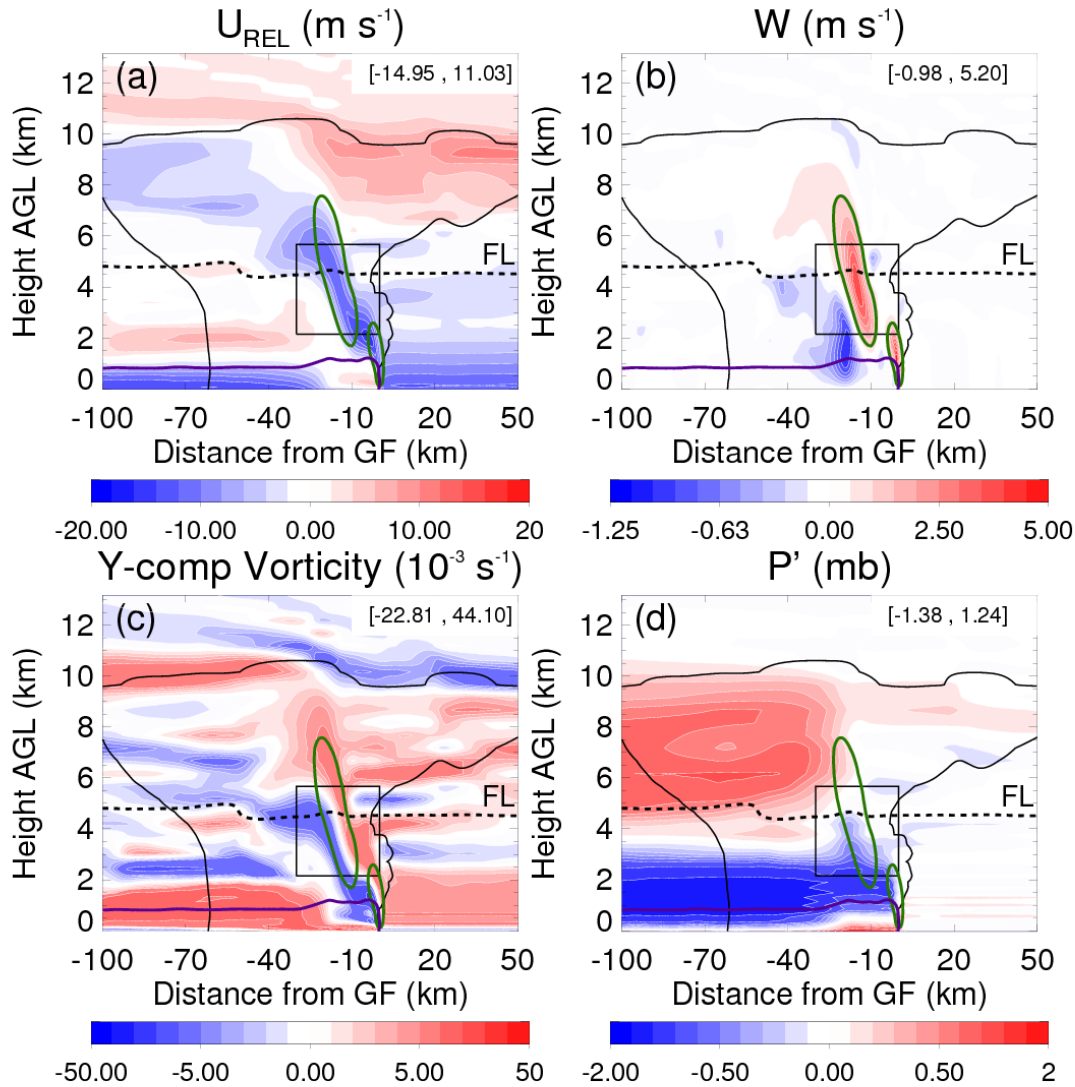 U_REL (m s⁻¹)
W (m s⁻¹)
(a)
[-14.95 , 11.03]
(b)
[-0.98 , 5.20]
Height AGL (km)
12
10
8
6
4
2
0
FL
Height AGL (km)
12
10
8
6
4
2
0
FL
-100 -70 -40 -10 20 50
Distance from GF (km)
-100 -70 -40 -10 20 50
Distance from GF (km)
-20.00 -10.00 0.00 10.00 20
-1.25 -0.63 0.00 2.50 5.00
Y-comp Vorticity (10⁻³ s⁻¹)
P' (mb)
(c)
[-22.81 , 44.10]
(d)
[-1.38 , 1.24]
Height AGL (km)
12
10
8
6
4
2
0
FL
Height AGL (km)
12
10
8
6
4
2
0
FL
-100 -70 -40 -10 20 50
Distance from GF (km)
-100 -70 -40 -10 20 50
Distance from GF (km)
-50.00 -5.00 0.00 5.00 50
-2.00 -0.50 0.00 0.50 2